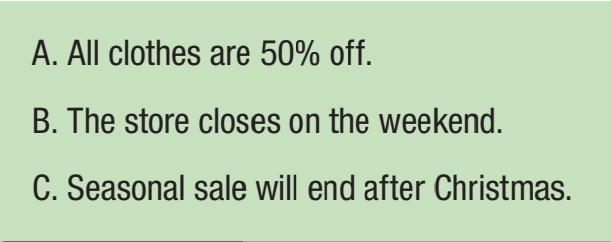 A. All clothes are 50% off.
B. The store closes on the weekend.
C. Seasonal sale will end after Christmas.